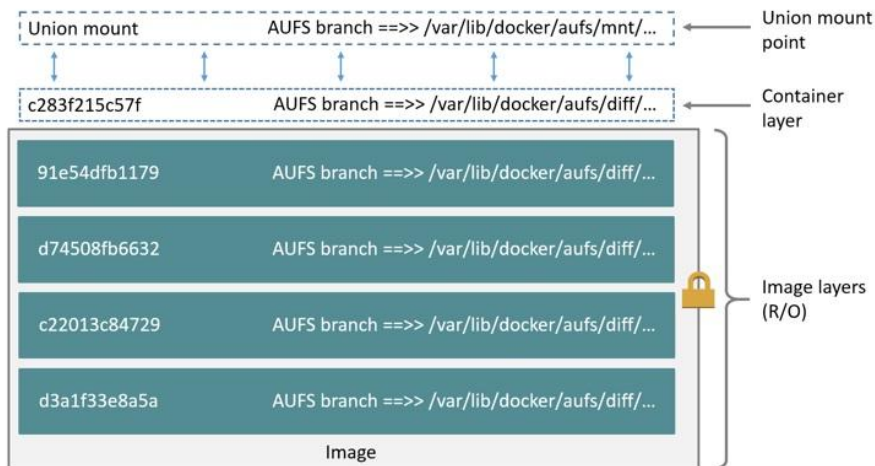 Union mount AUFS branch ==>> /var/lib/docker/aufs/mnt/...
Union mount
point
c283f215c57f AUFS branch ==>> /var/lib/docker/aufs/diff/...
Container
layer
91e54dfb1179 AUFS branch ==>> /var/lib/docker/aufs/diff/...
d74508fb6632 AUFS branch ==>> /var/lib/docker/aufs/diff/...
c22013c84729 AUFS branch ==>> /var/lib/docker/aufs/diff/...
d3a1f33e8a5a AUFS branch ==>> /var/lib/docker/aufs/diff/...
Image layers
(R/O)
Image